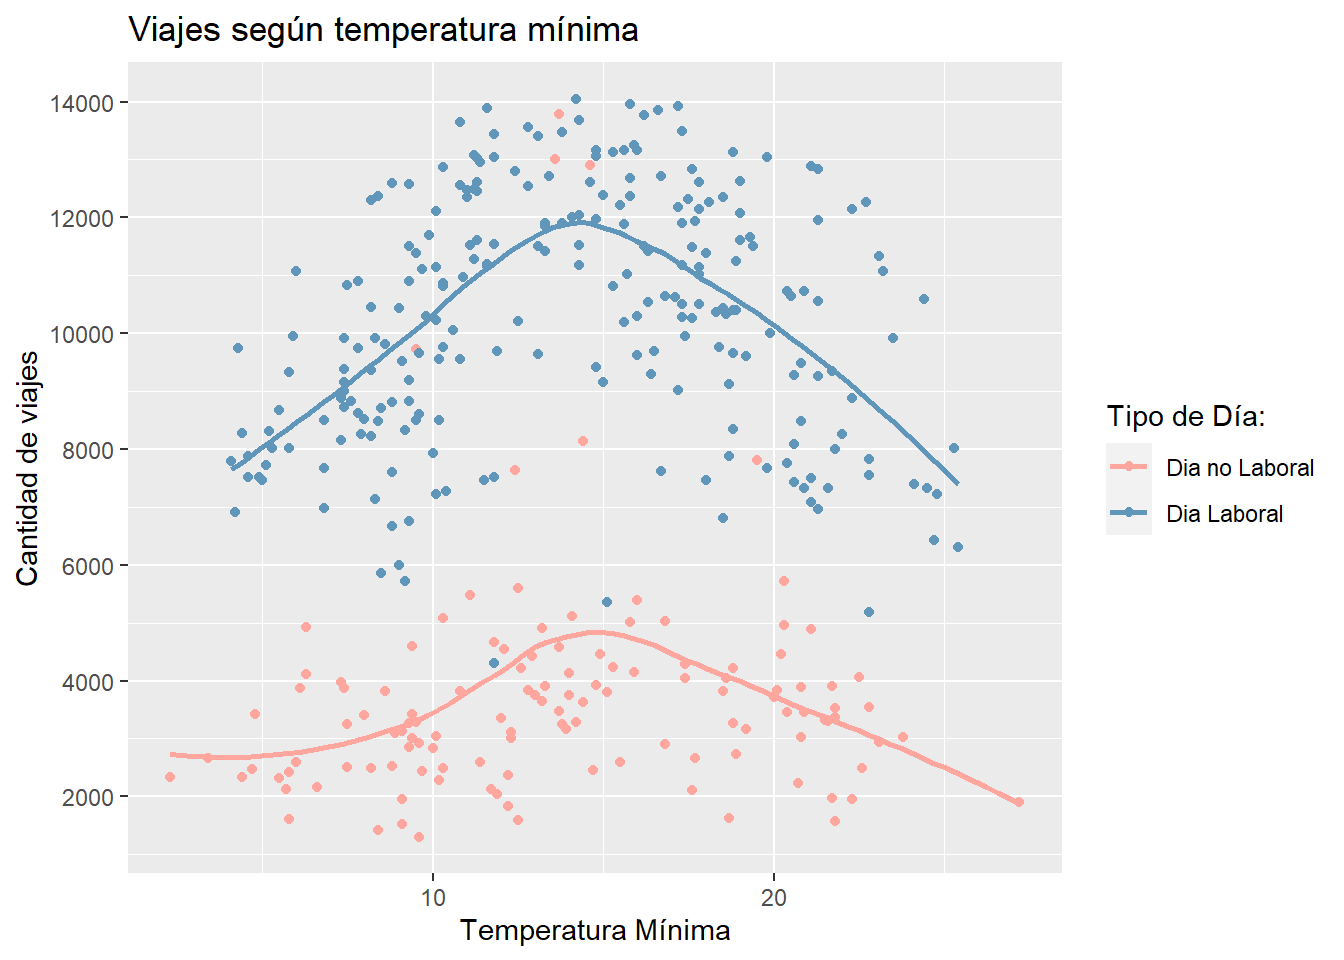 Viajes según temperatura mínima
14000
12000
10000
8000
6000
4000
2000
Cantidad de viajes
10
20
Temperatura Mínima
Tipo de Día:
Dia no Laboral
Dia Laboral